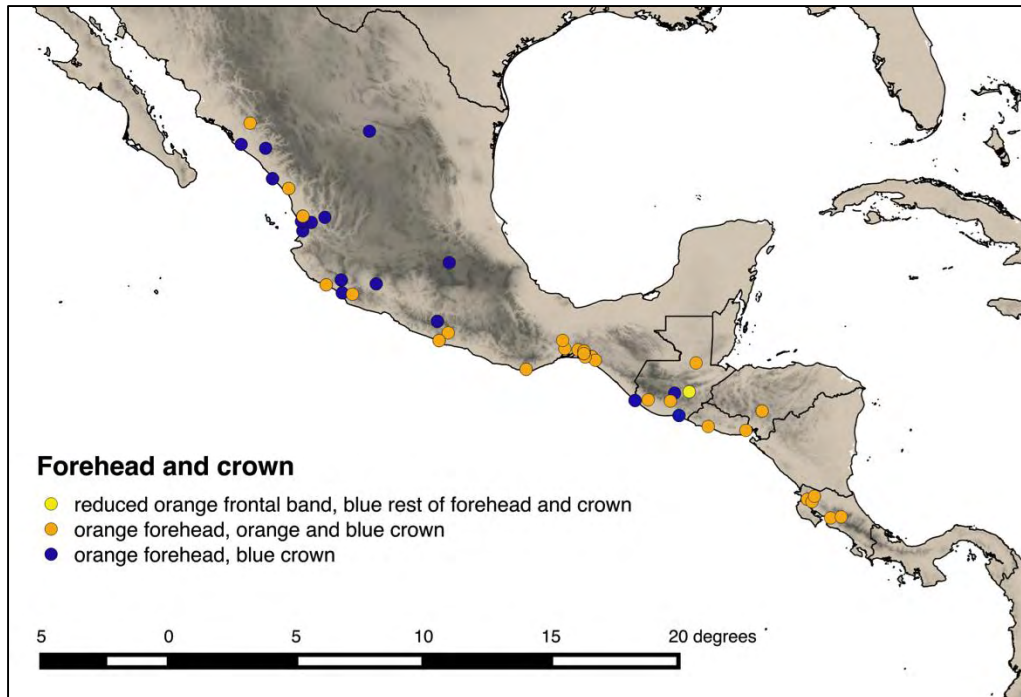 Forehead and crown
reduced orange frontal band, blue rest of forehead and crown
orange forehead, orange and blue crown
orange forehead, blue crown
5 0 5 10 15 20 degrees